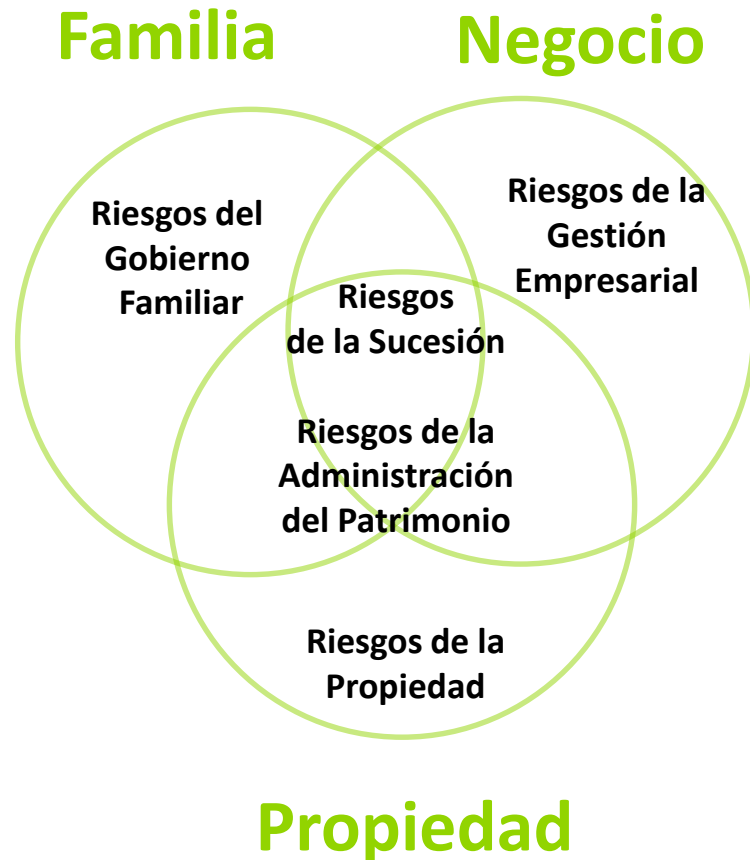 Familia
Negocio
Riesgos del
Gobierno
Familiar
Riesgos de la
Gestión
Empresarial
Riesgos
de la Sucesión
Riesgos de la
Administración
del Patrimonio
Riesgos de la
Propiedad
Propiedad